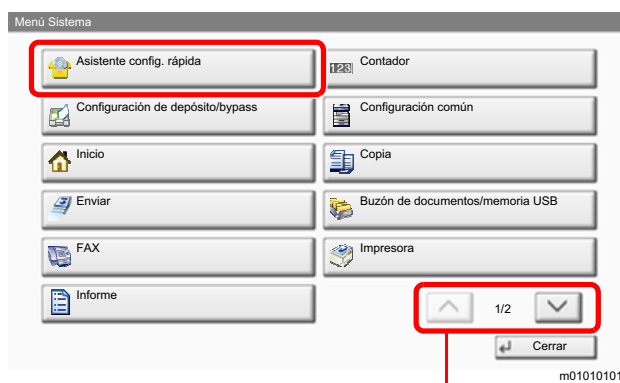 Menú Sistema
Asistente config. rápida
123 Contador
Configuración de depósito/bypass
Configuración común
Inicio
Copia
Enviar
Buzón de documentos/memoria USB
FAX
Impresora
Informe
1/2
Cerrar
m01010101